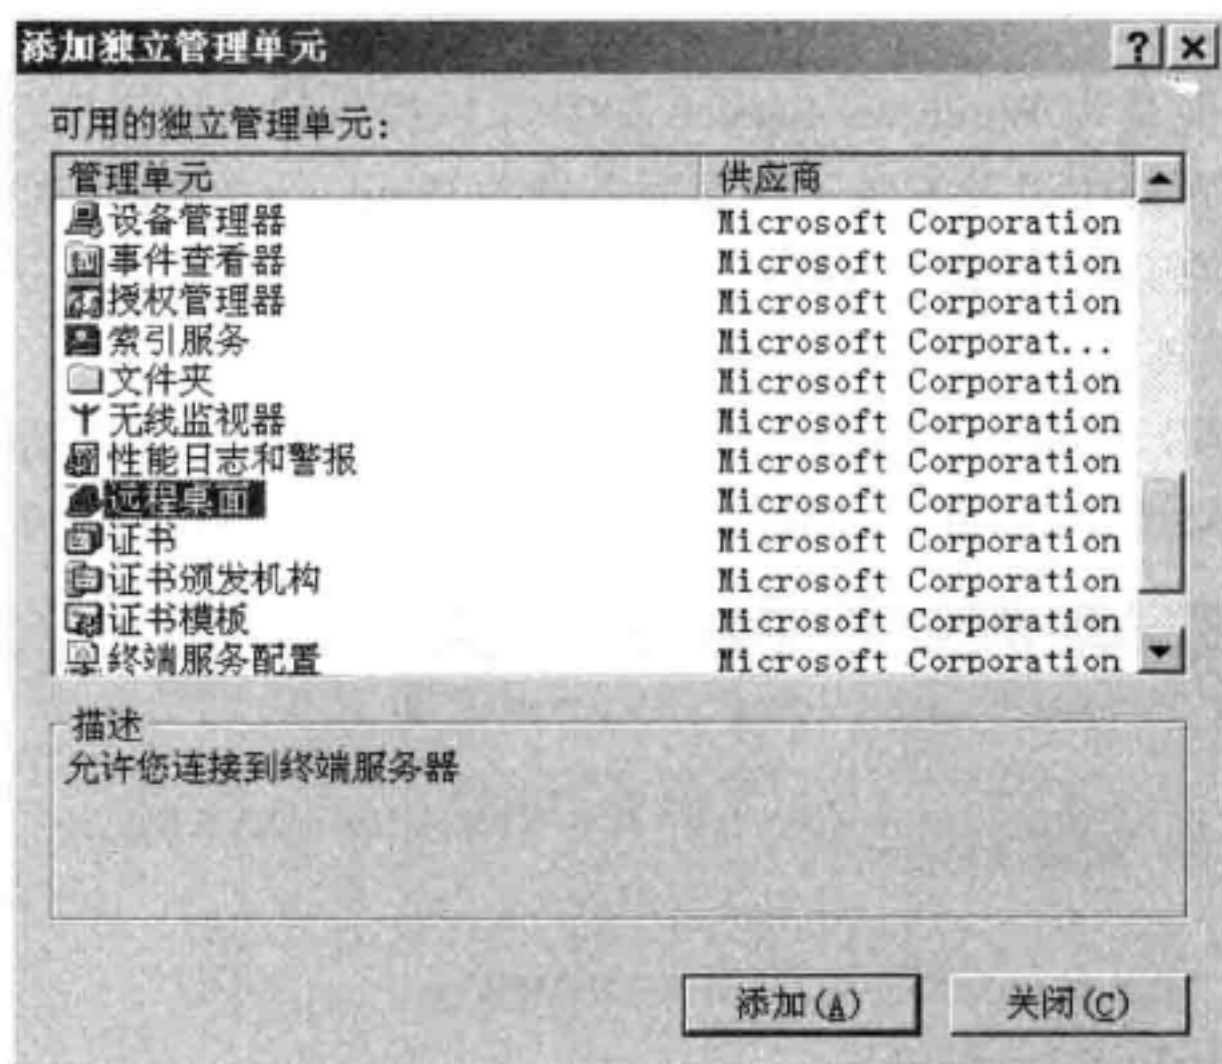 添加独立管理单元
可用的独立管理单元:
管理单元 供应商
设备管理器 Microsoft Corporation
事件查看器 Microsoft Corporation
授权管理器 Microsoft Corporation
索引服务 Microsoft Corporat...
文件夹 Microsoft Corporation
无线监视器 Microsoft Corporation
性能日志和警报 Microsoft Corporation
远程桌面 Microsoft Corporation
证书 Microsoft Corporation
证书颁发机构 Microsoft Corporation
证书模板 Microsoft Corporation
终端服务配置 Microsoft Corporation
描述
允许您连接到终端服务器
添加(A) 关闭(C)